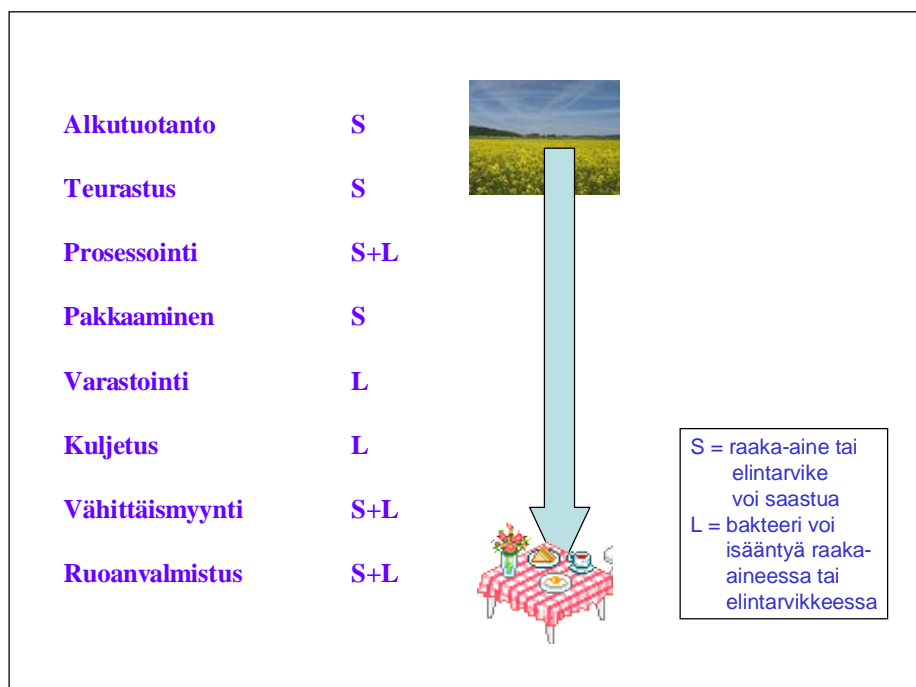 Alkutuotanto S
Teurastus S
Prosessointi S+L
Pakkaaminen S
Varastointi L
Kuljetus L
Vähittäismyynti S+L
Ruoanvalmistus S+L
S = raaka-aine tai
elintarvike
voi saastua
L = bakteeri voi
isääntyä raaka-
aineessa tai
elintarvikkeessa